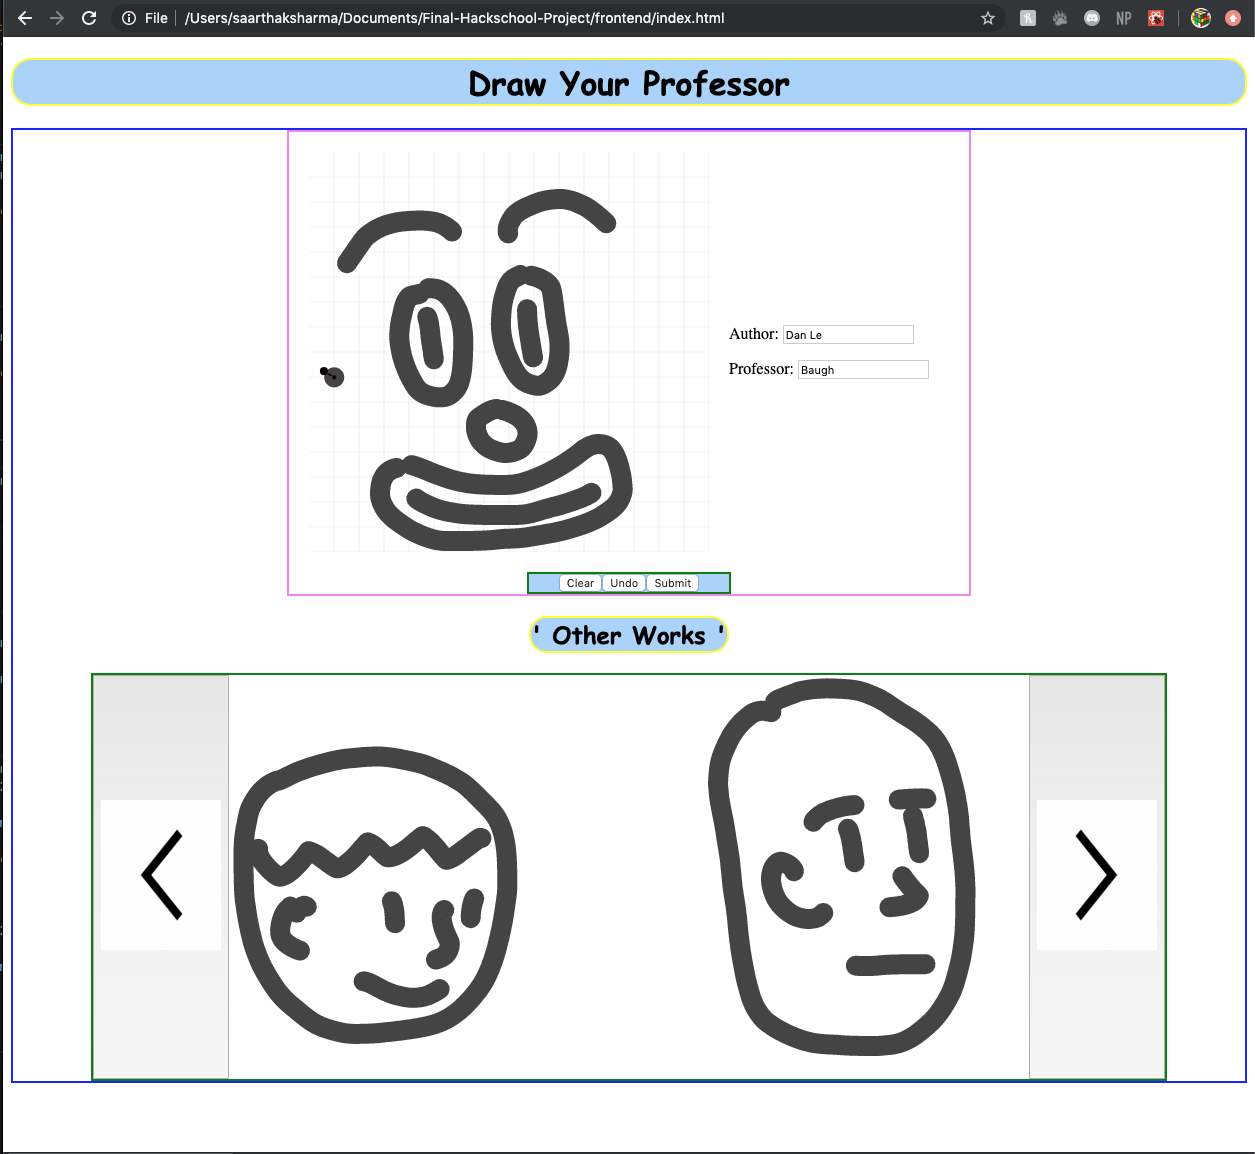 File /Users/saarthaksharma/Documents/Final-Hackschool-Project/frontend/index.html NP
Draw Your Professor
Author: Dan Le
Professor: Baugh
Clear Undo Submit
' Other Works '